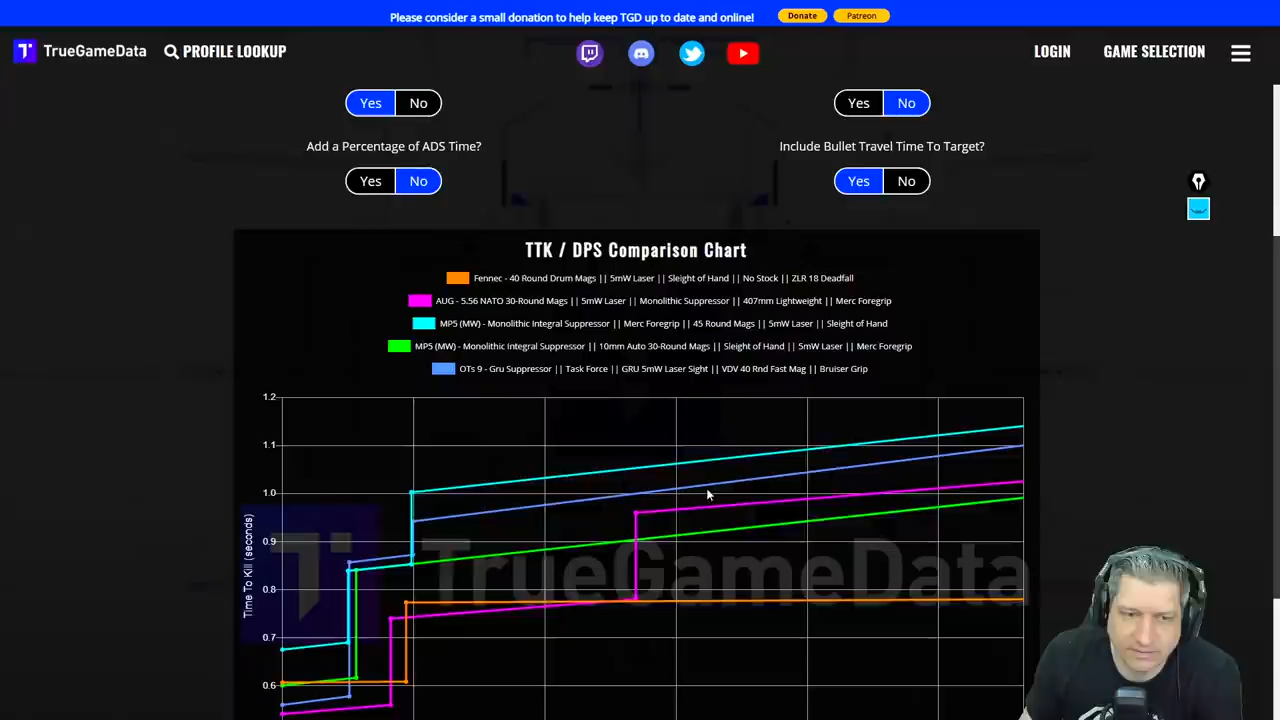 Please consider a small donation to help keep TGD up to date and online! Donate Patreon
TrueGameData PROFILE LOOKUP LOGIN GAME SELECTION
Yes No Yes No
Add a Percentage of ADS Time? Include Bullet Travel Time To Target?
Yes No Yes No
TTK / DPS Comparison Chart
Fennec - 40 Round Drum Mags || 5mW Laser || Sleight of Hand || No Stock || ZLR 18 Deadfall
AUG - 5.56 NATO 30-Round Mags || 5mW Laser || Monolithic Suppressor || 407mm Lightweight || Merc Foregrip
MP5 (MW) - Monolithic Integral Suppressor || Merc Foregrip || 45 Round Mags || 5mW Laser || Sleight of Hand
MP5 (MW) - Monolithic Integral Suppressor || 10mm Auto 30-Round Mags || Sleight of Hand || 5mW Laser || Merc Foregrip
OTs 9 - Gru Suppressor || Task Force || GRU 5mW Laser Sight || VDV 40 Rnd Fast Mag || Bruiser Grip
1.2
1.1
1.0
0.9
0.8
0.7
0.6
Time To Kill (seconds)
TrueGameData